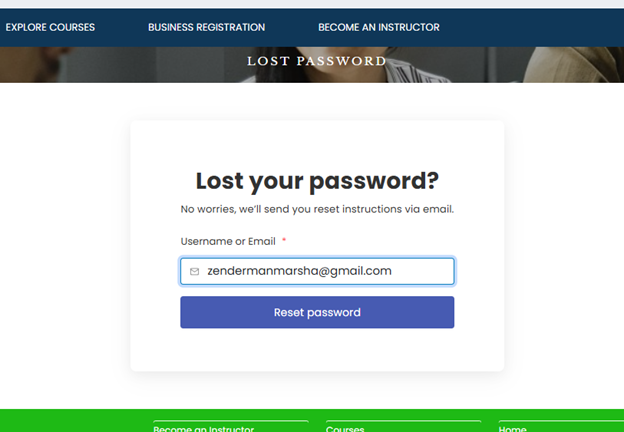 EXPLORE COURSES BUSINESS REGISTRATION BECOME AN INSTRUCTOR
LOST PASSWORD
Lost your password?
No worries, we'll send you reset instructions via email.
Username or Email *
zendermanmarsha@gmail.com
Reset password
Become an Instructor Courses Home